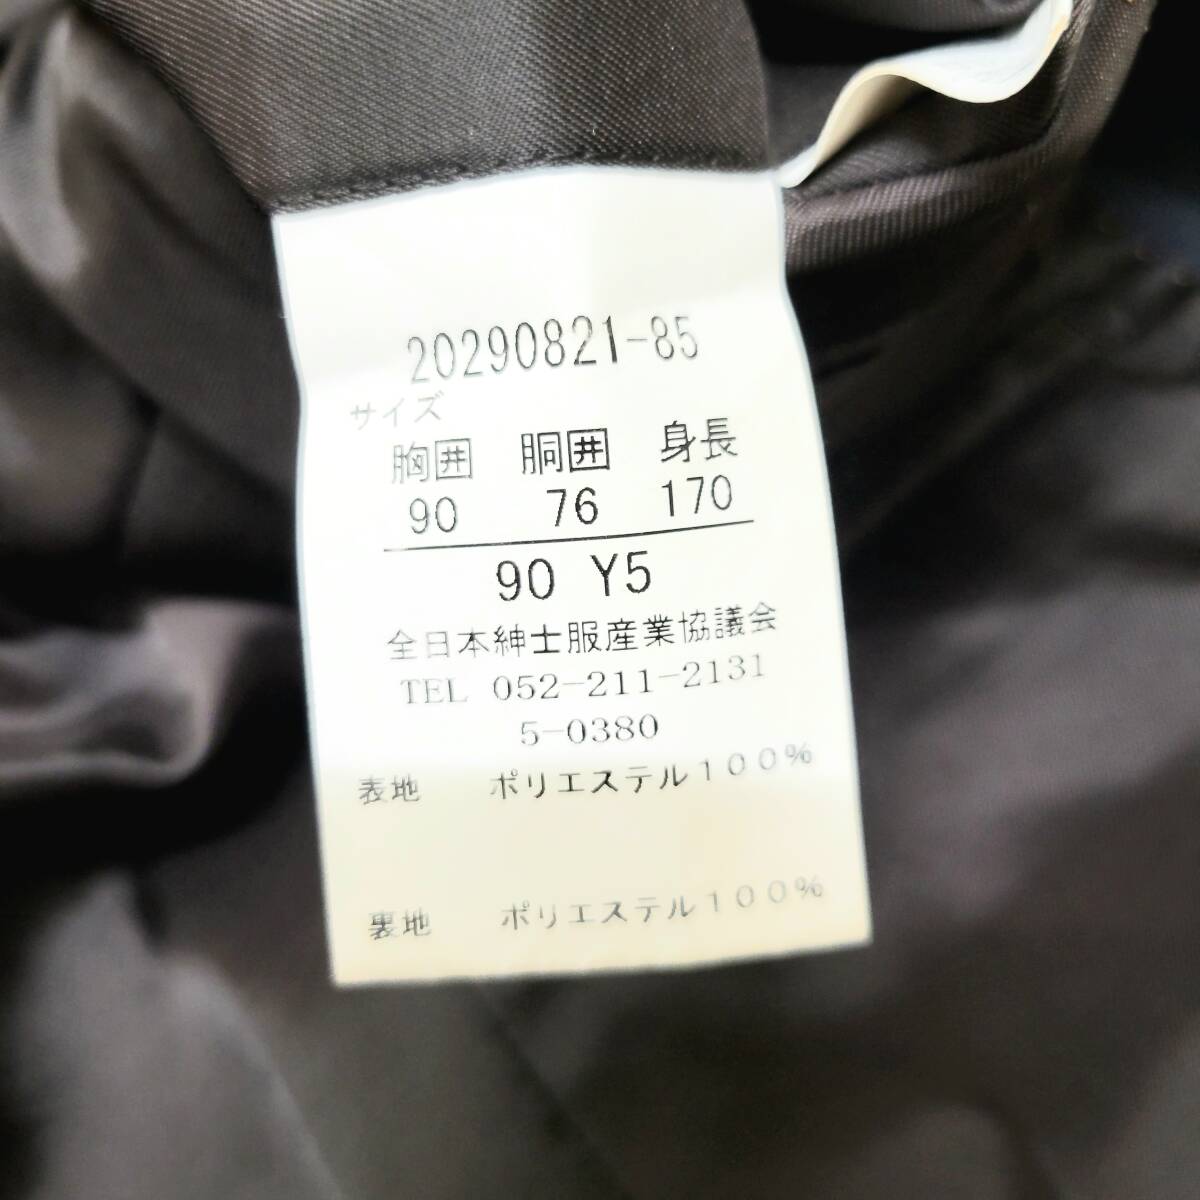 20290821-85
サイズ
胸囲 胴囲 身長
90 76 170
90 Y5
全日本紳士服産業協議会
TEL 052-211-2131
5-0380
表地 ポリエステル100%
裏地 ポリエステル100%